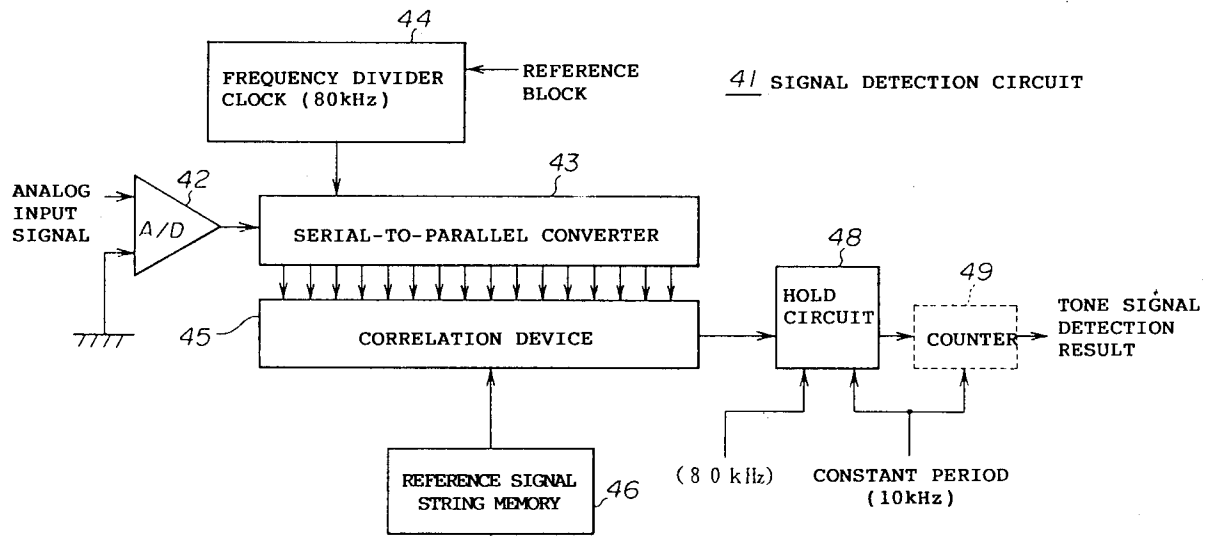 44
FREQUENCY DIVIDER
CLOCK (80kHz)
REFERENCE
BLOCK
41 SIGNAL DETECTION CIRCUIT
ANALOG
INPUT
SIGNAL
42
A/D
43
SERIAL-TO-PARALLEL CONVERTER
45
CORRELATION DEVICE
48
HOLD
CIRCUIT
49
COUNTER
TONE SIGNAL
DETECTION
RESULT
REFERENCE SIGNAL
STRING MEMORY
46
(80kHz)
CONSTANT PERIOD
(10kHz)